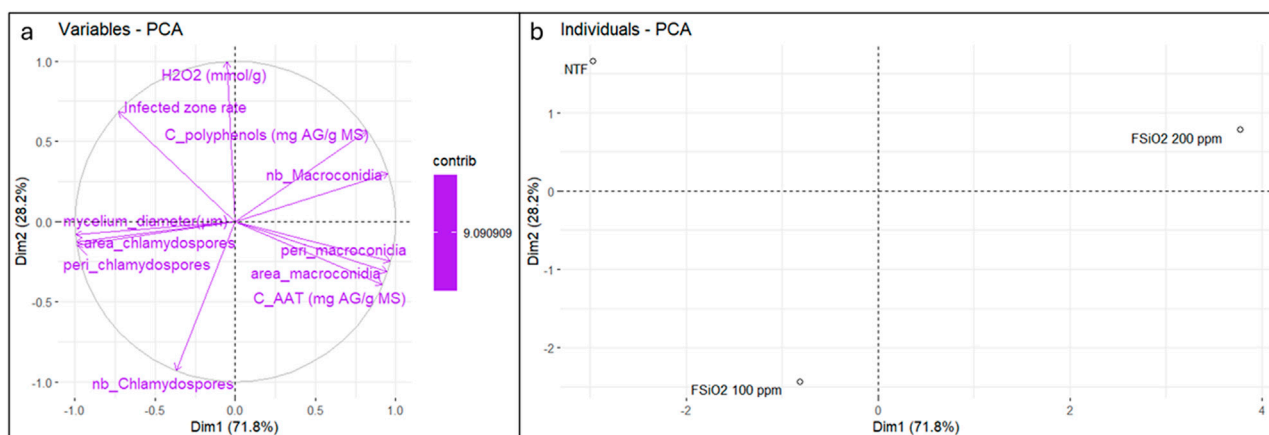 a
Variables - PCA
1.0
0.5
0.0
-0.5
-1.0
Dim2 (28.2%)
H2O2 (mmol/g)
Infected zone rate
C_polyphenols (mg AG/g MS)
nb_Macroconidia
mycelium_diameter(um)
area_chlamydospores
peri_chlamydospores
peri_macroconidia
area_macroconidia
C_AAT (mg AG/g MS)
nb_Chlamydospores
-1.0 -0.5 0.0 0.5 1.0
Dim1 (71.8%)
contrib
9.090909
b
Individuals - PCA
NTF
FSiO2 200 ppm
FSiO2 100 ppm
1
0
-1
-2
Dim2 (28.2%)
-2 0 2 4
Dim1 (71.8%)